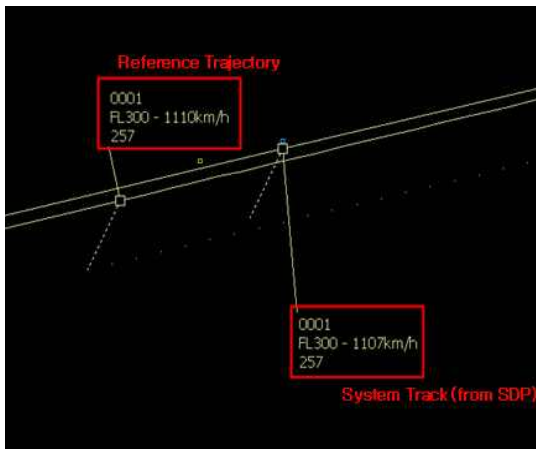 Reference Trajectory
0001
FL300 - 1110km/h
257
0001
FL300 - 1107km/h
257
System Track(from SDP)